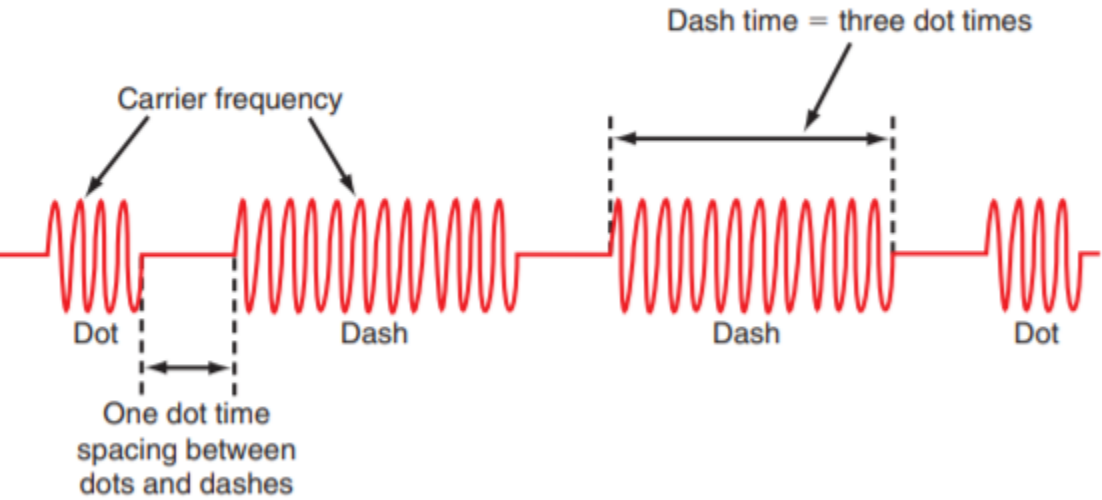 Dash time = three dot times
Carrier frequency
Dot
Dash
Dash
Dot
One dot time
spacing between
dots and dashes